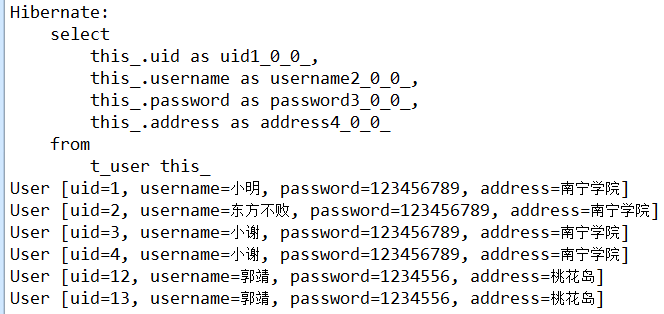 Hibernate:
    select
        this_.uid as uid1_0_0_,
        this_.username as username2_0_0_,
        this_.password as password3_0_0_,
        this_.address as address4_0_0_
    from
        t_user this_
User [uid=1, username=小明, password=123456789, address=南宁学院]
User [uid=2, username=东方不败, password=123456789, address=南宁学院]
User [uid=3, username=小谢, password=123456789, address=南宁学院]
User [uid=4, username=小谢, password=123456789, address=南宁学院]
User [uid=12, username=郭靖, password=1234556, address=桃花岛]
User [uid=13, username=郭靖, password=1234556, address=桃花岛]